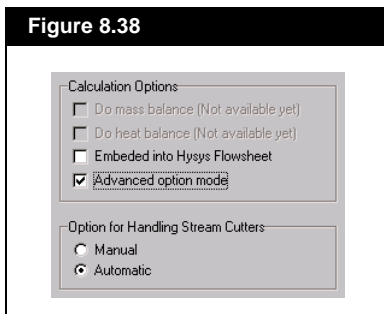 Figure 8.38
Calculation Options
Do mass balance (Not available yet)
Do heat balance (Not available yet)
Embeded into Hysys Flowsheet
Advanced option mode
Option for Handling Stream Cutters
Manual
Automatic